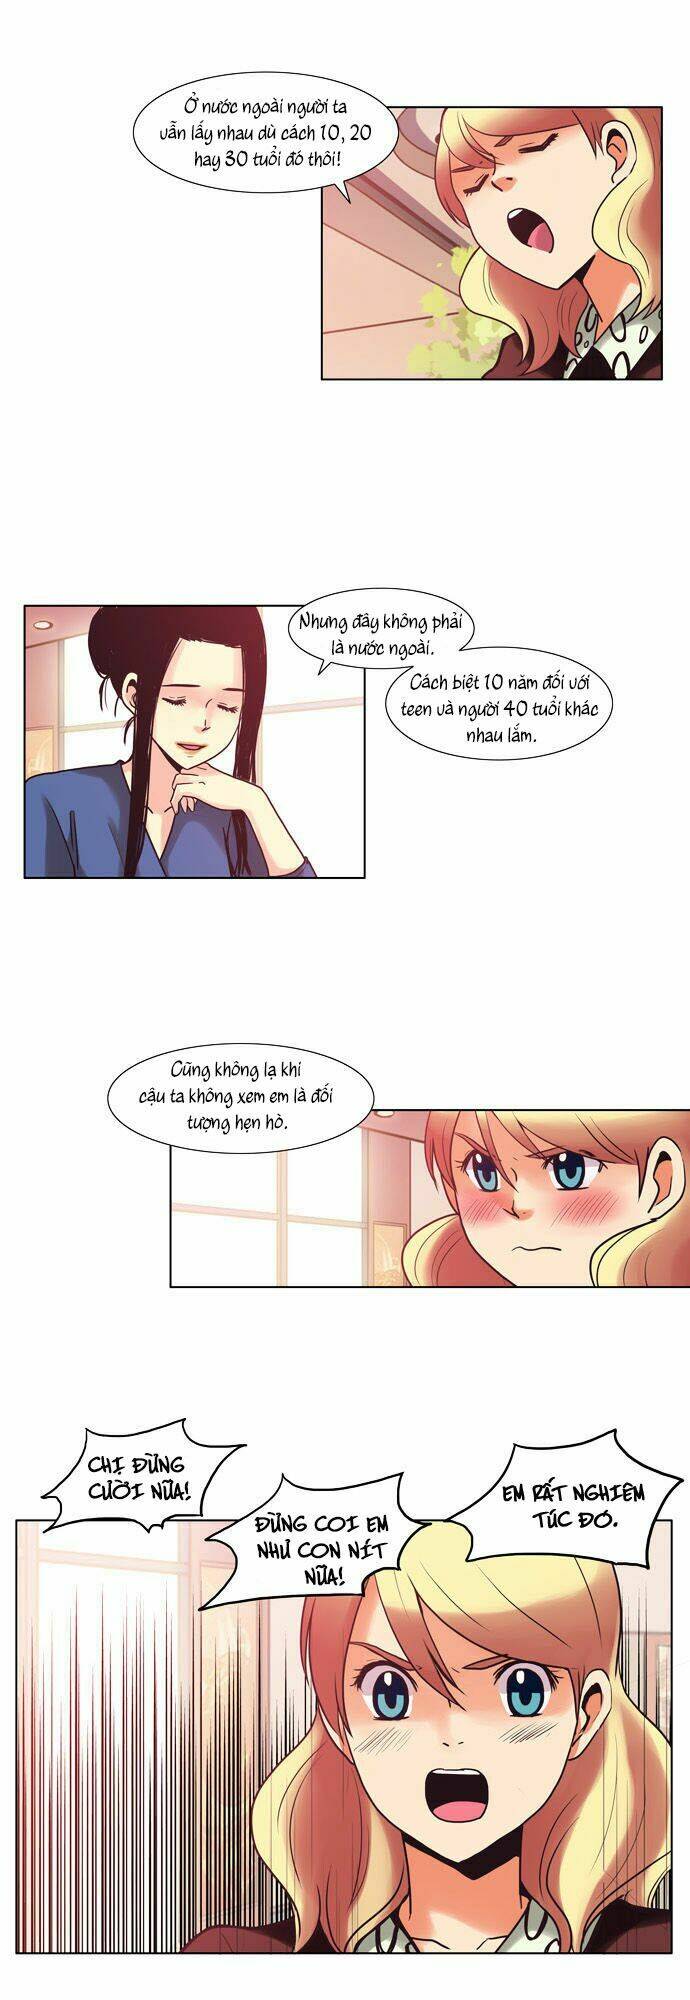 Ở nước ngoài người ta
vẫn lấy nhau dù cách 10, 20
hay 30 tuổi đó thôi!
Nhưng đây không phải
là nước ngoài.
Cách biệt 10 năm đối với
teen và người 40 tuổi khác
nhau lắm.
Cũng không lạ khi
cậu ta không xem em là đối
tượng hẹn hò.
CHỊ ĐỪNG
CƯỜI NỮA!
ĐỪNG COI EM
NHƯ CON NÍT
NỮA!
EM RẤT NGHIÊM
TÚC ĐÓ.